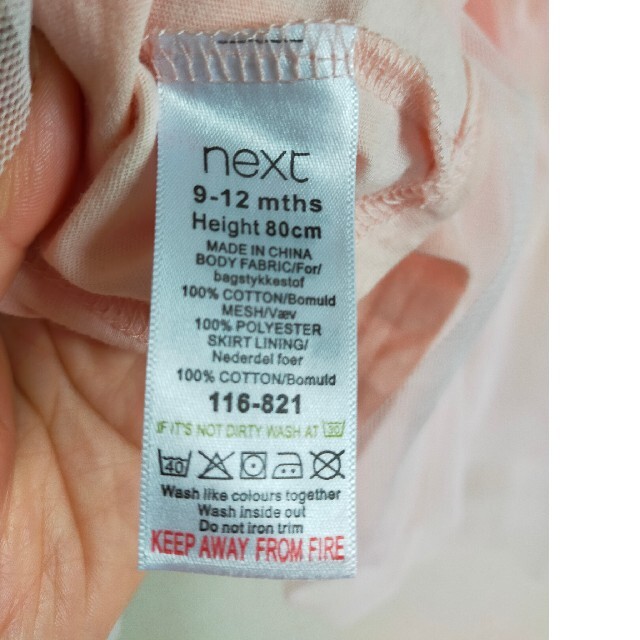 next
9-12 mths
Height 80cm
MADE IN CHINA
BODY FABRIC/For/
bagstykkestof
100% COTTON/Bomuld
MESH/Væv
100% POLYESTER
SKIRT LINING/
Nederdel foer
100% COTTON/Bomuld
116-821
IF IT'S NOT DIRTY WASH AT 30
40
Wash like colours together
Wash inside out
Do not iron trim
KEEP AWAY FROM FIRE